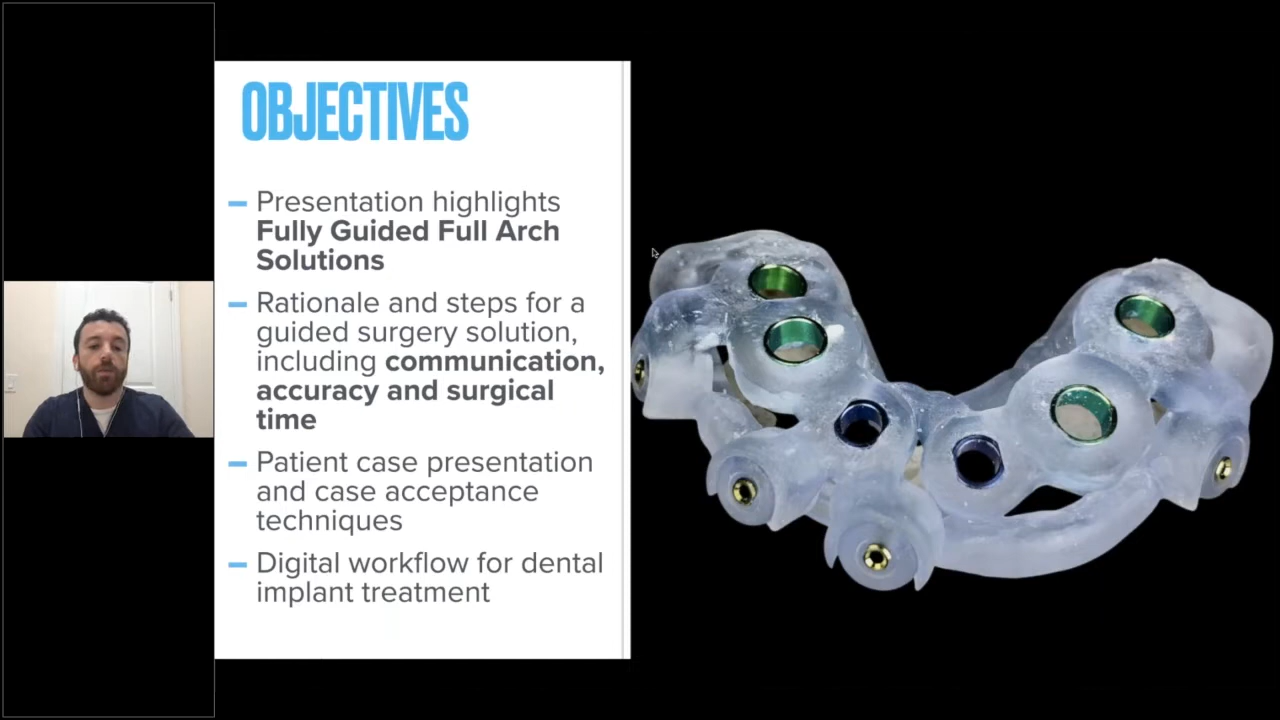 OBJECTIVES
– Presentation highlights
Fully Guided Full Arch
Solutions
– Rationale and steps for a
guided surgery solution,
including communication,
accuracy and surgical
time
– Patient case presentation
and case acceptance
techniques
– Digital workflow for dental
implant treatment